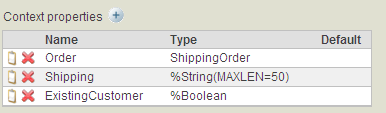 Context properties
Name Type Default
Order ShippingOrder
Shipping %String(MAXLEN=50)
ExistingCustomer %Boolean